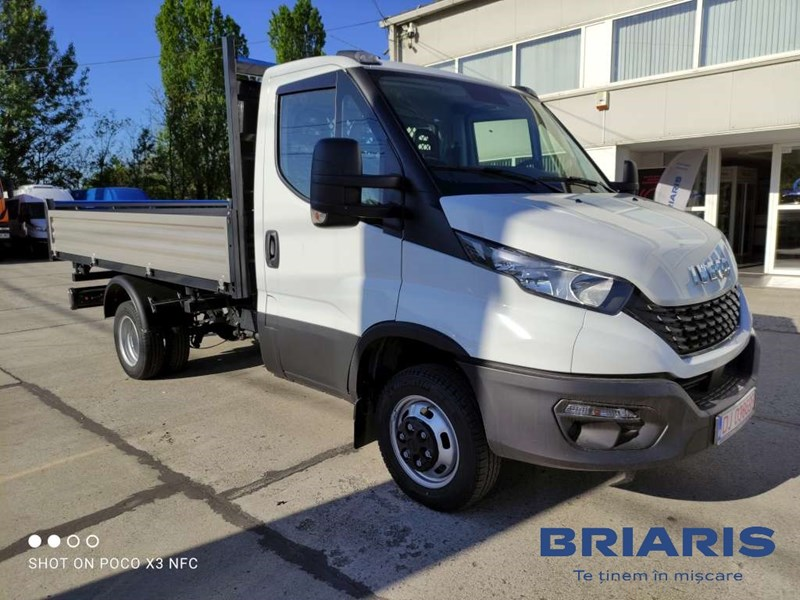 IVECO
BRIARIS
Te ținem în mișcare
SHOT ON POCO X3 NFC